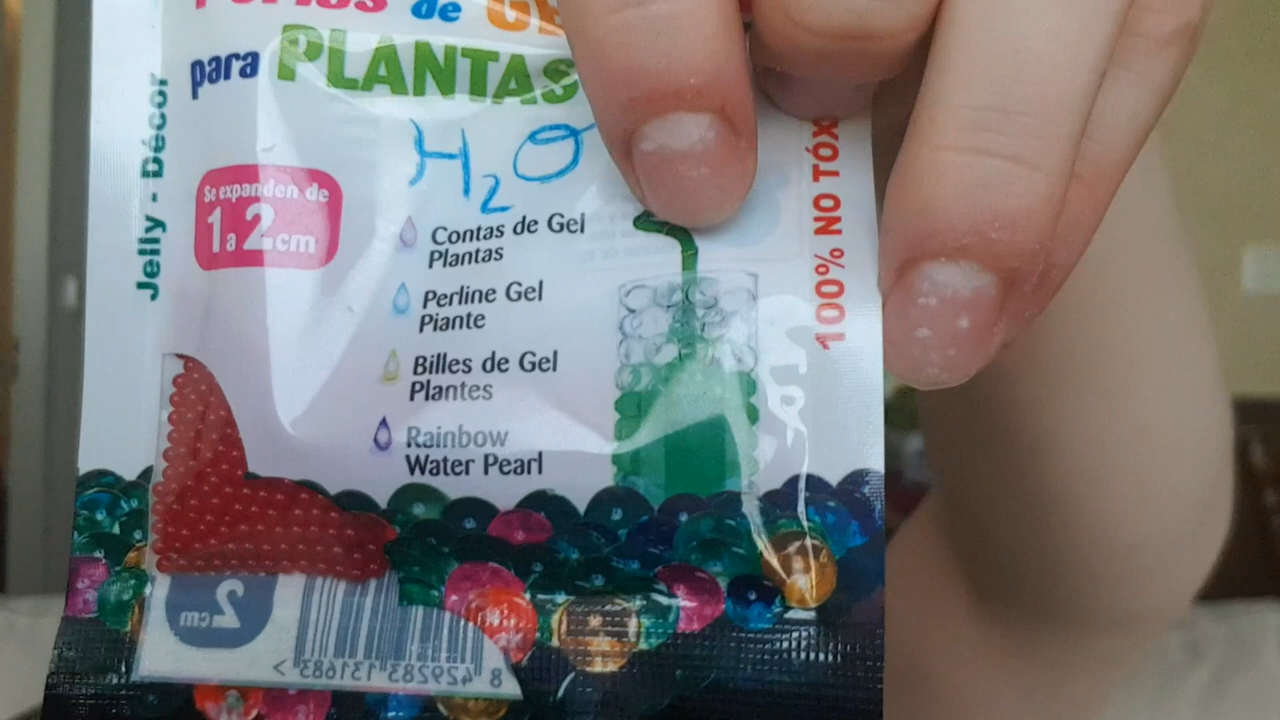 de
para PLANTAS
H₂O
Jelly - Décor
Se expanden de
1 a 2 cm
Contas de Gel
Plantas
Perline Gel
Piante
Billes de Gel
Plantes
Rainbow
Water Pearl
100% NO TÓX
2
cm
8 429283 131683 >